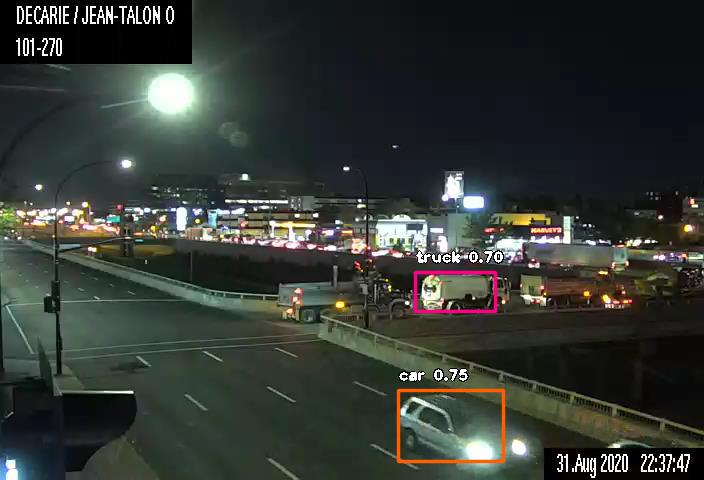 DECARIE / JEAN-TALON O
101-270
HARVEY'S
truck 0.70
car 0.75
31.Aug 2020 22:37:47